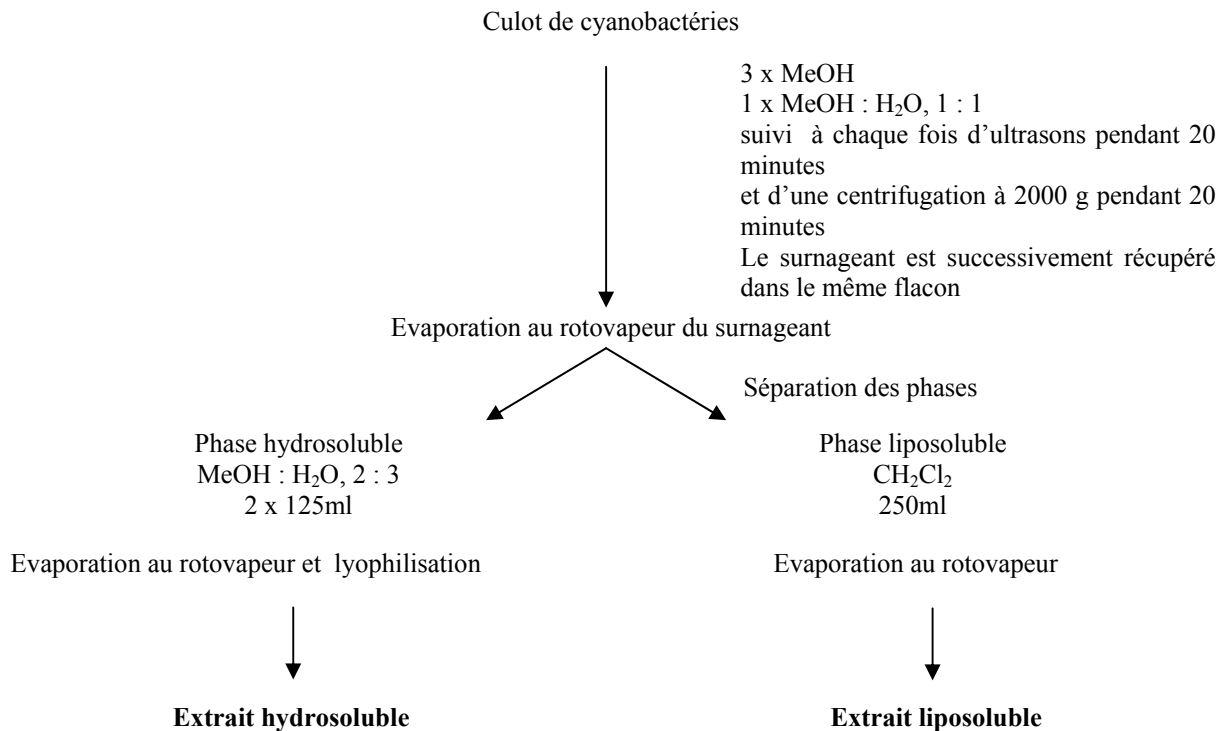 Culot de cyanobactéries
3 x MeOH
1 x MeOH : H₂O, 1 : 1
suivi à chaque fois d'ultrasons pendant 20
minutes
et d'une centrifugation à 2000 g pendant 20
minutes
Le surnageant est successivement récupéré
dans le même flacon
Evaporation au rotovapeur du surnageant
Séparation des phases
Phase hydrosoluble
MeOH : H₂O, 2 : 3
2 x 125ml
Phase liposoluble
CH₂Cl₂
250ml
Evaporation au rotovapeur et lyophilisation
Evaporation au rotovapeur
Extrait hydrosoluble
Extrait liposoluble